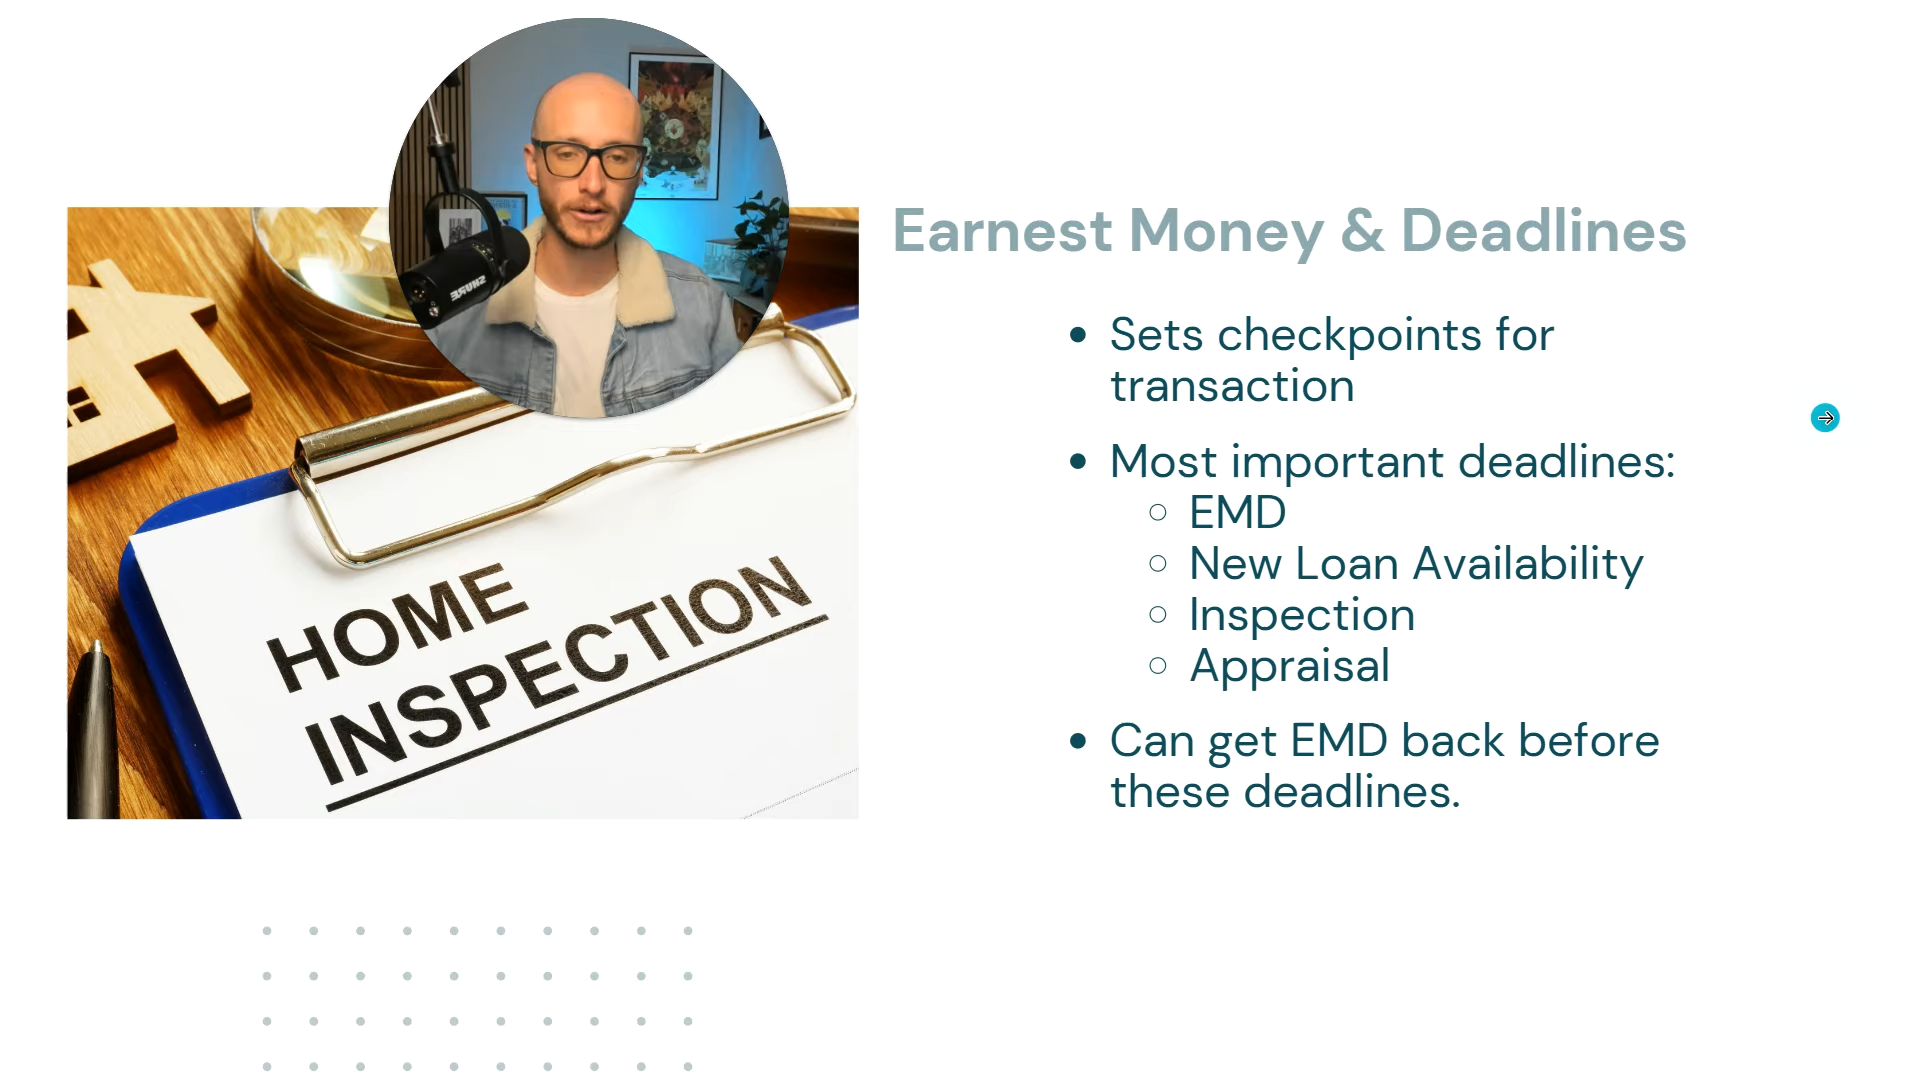 SHURE
HOME
INSPECTION
Earnest Money & Deadlines
Sets checkpoints for
transaction
Most important deadlines:
EMD
New Loan Availability
Inspection
Appraisal
Can get EMD back before
these deadlines.